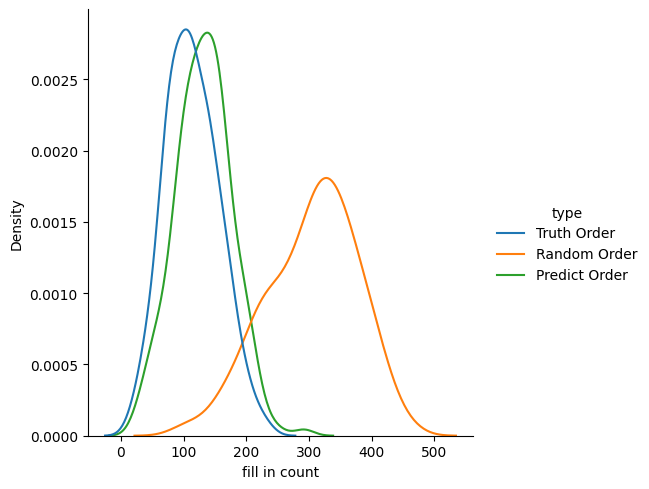 0.0025
0.0020
0.0015
0.0010
0.0005
0.0000
Density
0 100 200 300 400 500
fill in count
type
Truth Order
Random Order
Predict Order